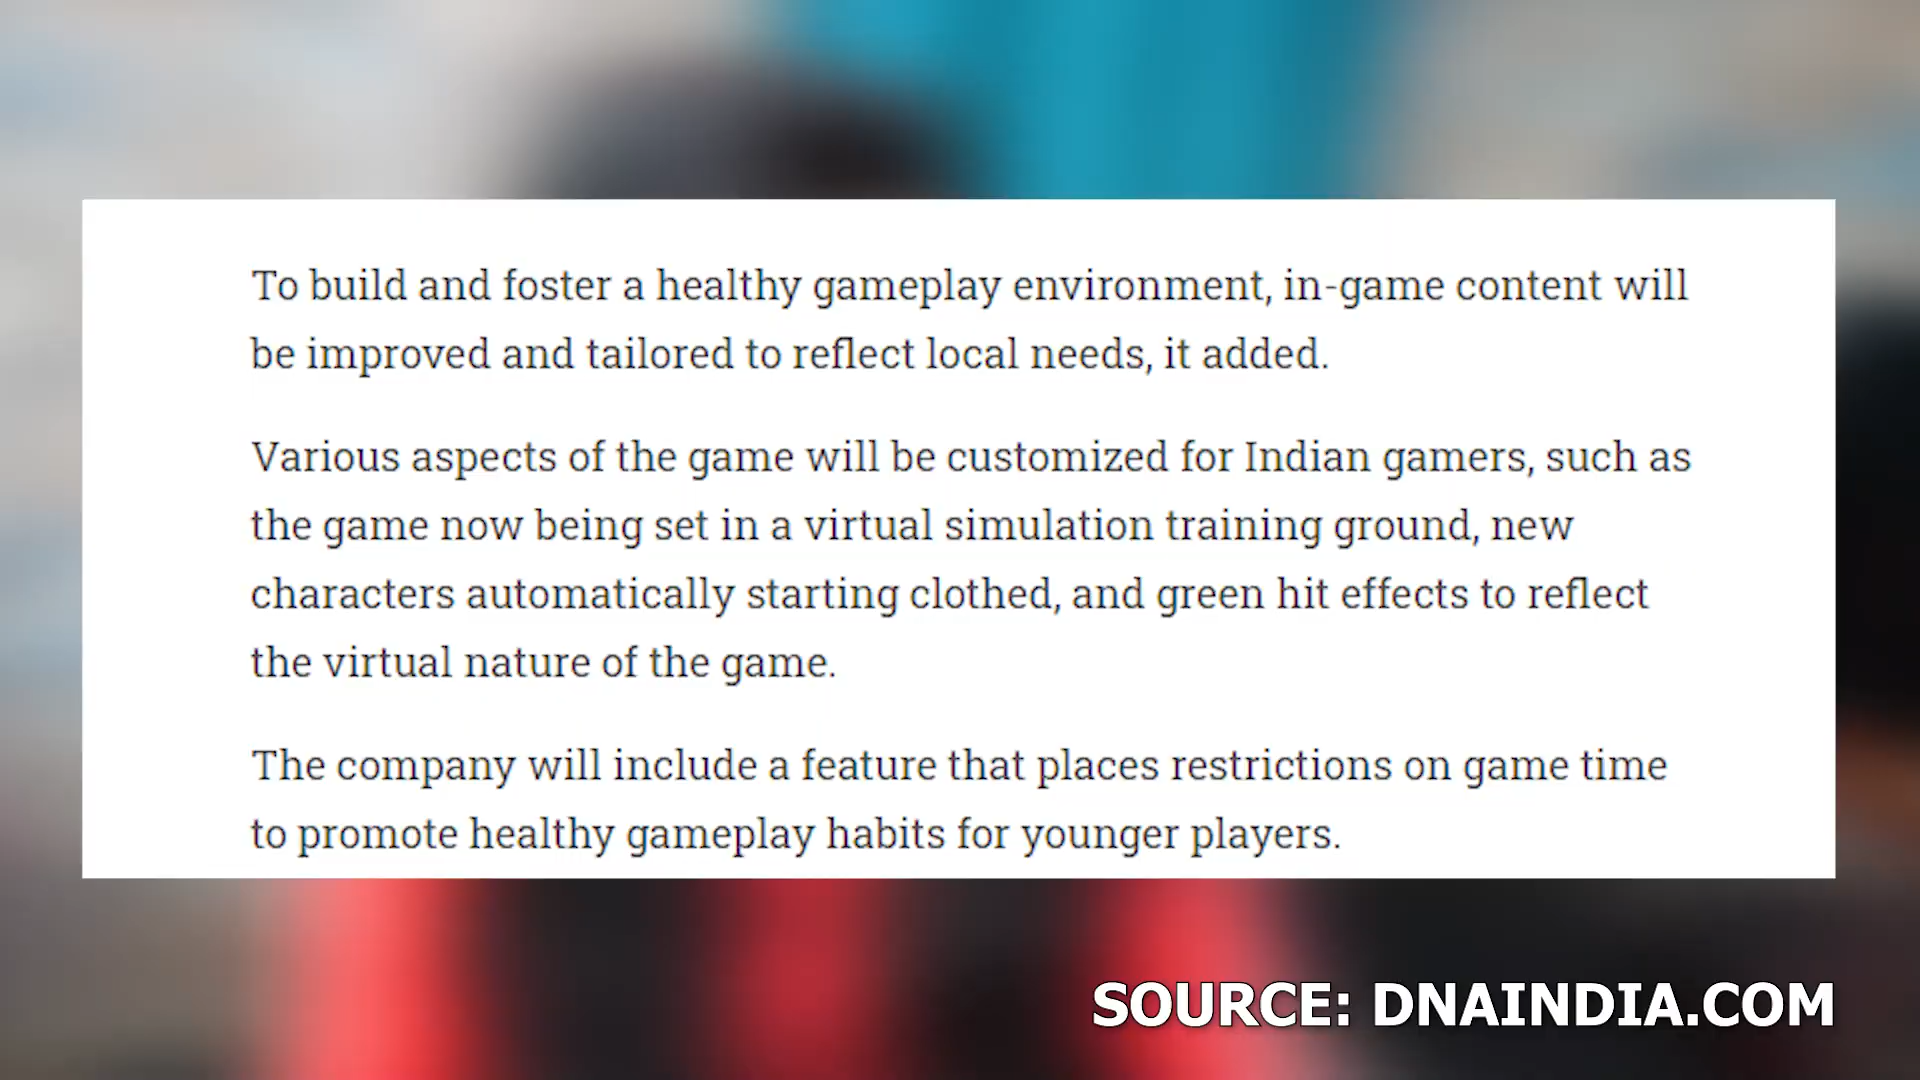 To build and foster a healthy gameplay environment, in-game content will
be improved and tailored to reflect local needs, it added.
Various aspects of the game will be customized for Indian gamers, such as
the game now being set in a virtual simulation training ground, new
characters automatically starting clothed, and green hit effects to reflect
the virtual nature of the game.
The company will include a feature that places restrictions on game time
to promote healthy gameplay habits for younger players.
SOURCE: DNAINDIA.COM